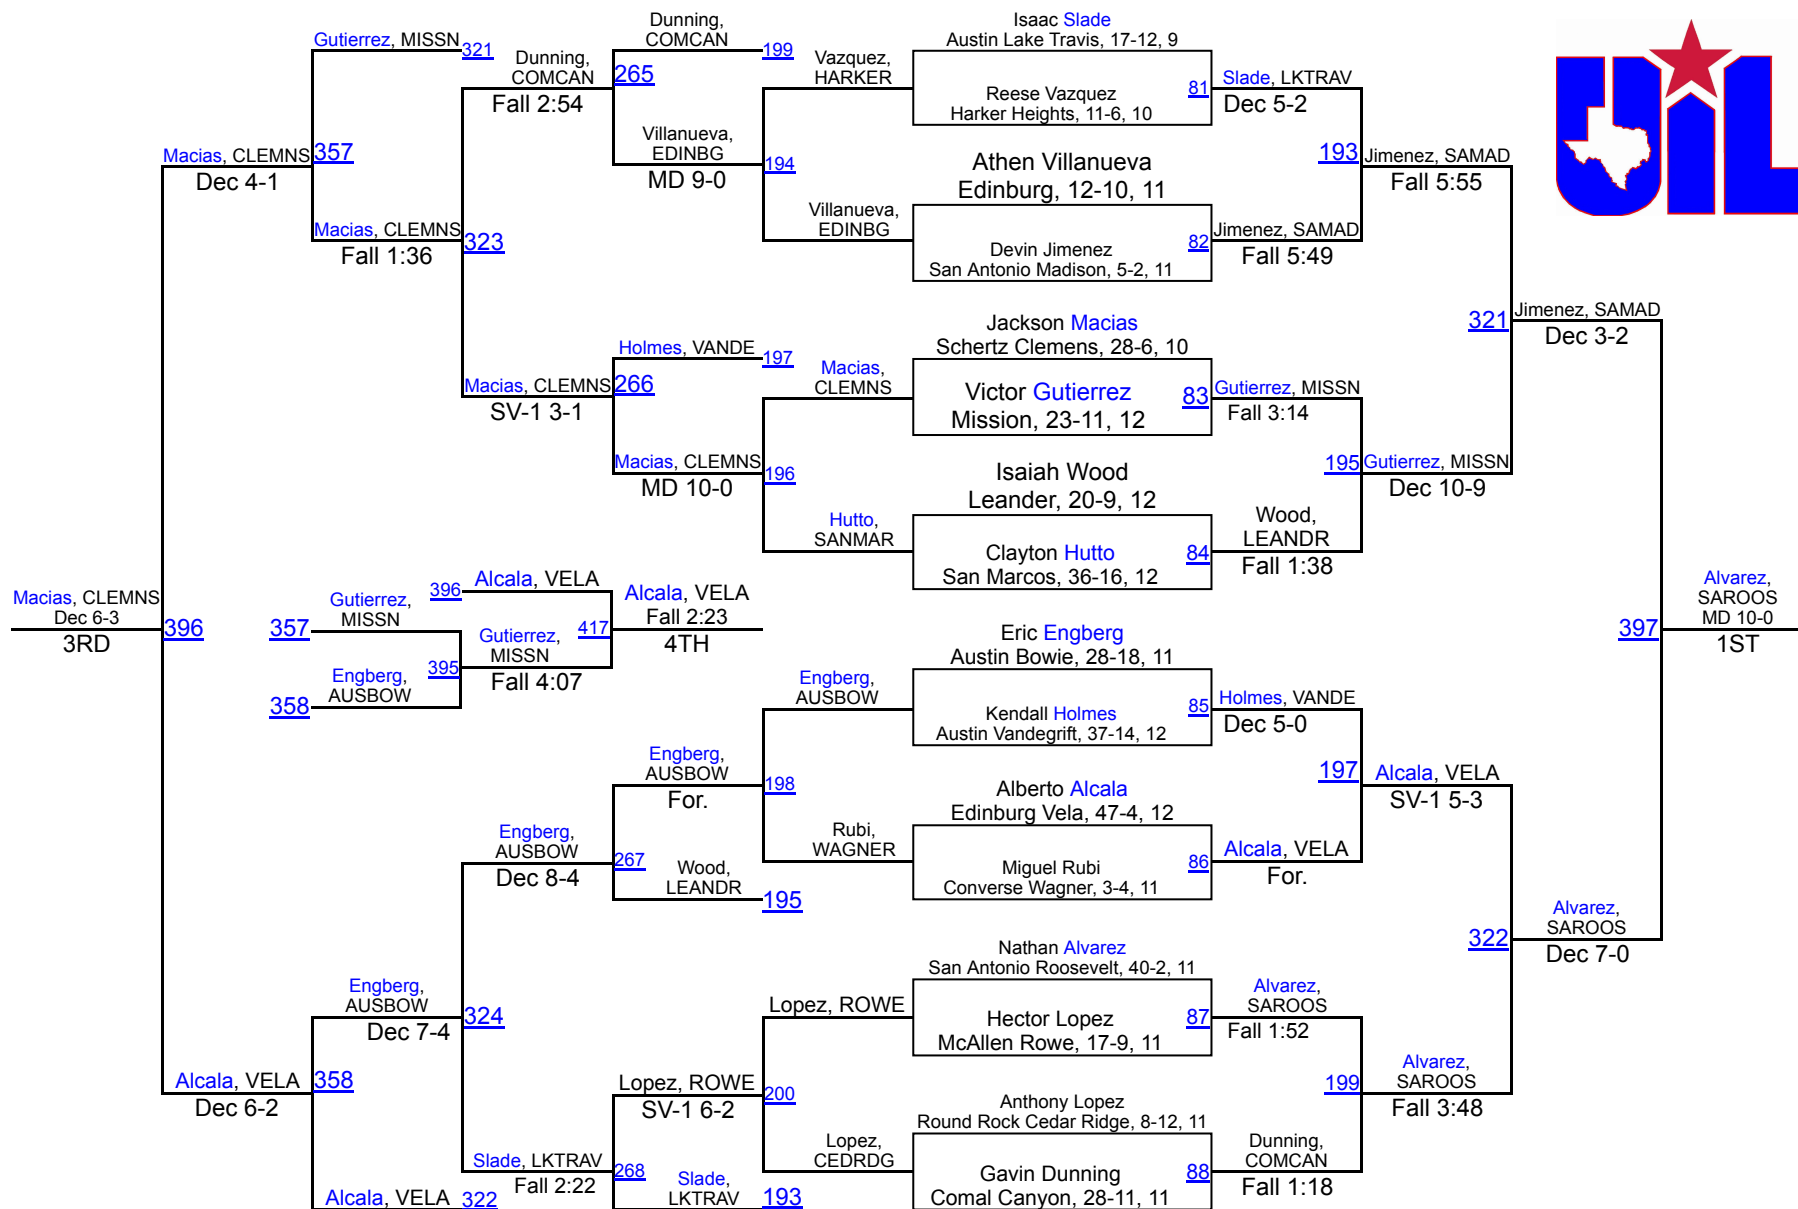 Gutierrez, MISSN
321
Dunning,
COMCAN
Fall 2:54
Dunning,
COMCAN
199
265
Vazquez,
HARKER
Isaac Slade
Austin Lake Travis, 17-12, 9
Reese Vazquez
Harker Heights, 11-6, 10
81
Slade, LKTRAV
Dec 5-2
UIL
Macias, CLEMNS
Dec 4-1
357
Villanueva,
EDINBG
MD 9-0
194
Athen Villanueva
Edinburg, 12-10, 11
193
Jimenez, SAMAD
Fall 5:55
Macias, CLEMNS
Fall 1:36
323
Villanueva,
EDINBG
Devin Jimenez
San Antonio Madison, 5-2, 11
82
Jimenez, SAMAD
Fall 5:49
Jackson Macias
Schertz Clemens, 28-6, 10
321
Jimenez, SAMAD
Dec 3-2
Holmes, VANDE
197
Macias, CLEMNS
SV-1 3-1
266
Macias,
CLEMNS
Victor Gutierrez
Mission, 23-11, 12
83
Gutierrez, MISSN
Fall 3:14
Macias, CLEMNS
MD 10-0
196
Isaiah Wood
Leander, 20-9, 12
195
Gutierrez, MISSN
Dec 10-9
Hutto,
SANMAR
Clayton Hutto
San Marcos, 36-16, 12
84
Wood,
LEANDR
Fall 1:38
Macias, CLEMNS
Dec 6-3
3RD
396
357
Gutierrez,
MISSN
396
Alcala, VELA
Gutierrez,
MISSN
Fall 4:07
417
Alcala, VELA
Fall 2:23
4TH
358
Engberg,
AUSBOW
395
Eric Engberg
Austin Bowie, 28-18, 11
397
Alvarez,
SAROOS
MD 10-0
1ST
Engberg,
AUSBOW
Kendall Holmes
Austin Vandegrift, 37-14, 12
85
Holmes, VANDE
Dec 5-0
Engberg,
AUSBOW
For.
198
Alberto Alcala
Edinburg Vela, 47-4, 12
197
Alcala, VELA
SV-1 5-3
Engberg,
AUSBOW
Dec 8-4
267
Wood,
LEANDR
195
Rubi,
WAGNER
Miguel Rubi
Converse Wagner, 3-4, 11
86
Alcala, VELA
For.
Nathan Alvarez
San Antonio Roosevelt, 40-2, 11
322
Alvarez,
SAROOS
Dec 7-0
Engberg,
AUSBOW
Dec 7-4
324
Lopez, ROWE
Hector Lopez
McAllen Rowe, 17-9, 11
87
Alvarez,
SAROOS
Fall 1:52
Alcala, VELA
Dec 6-2
358
Lopez, ROWE
SV-1 6-2
200
Anthony Lopez
Round Rock Cedar Ridge, 8-12, 11
199
Alvarez,
SAROOS
Fall 3:48
Slade, LKTRAV
Fall 2:22
268
Lopez,
CEDRDG
Gavin Dunning
Comal Canyon, 28-11, 11
88
Dunning,
COMCAN
Fall 1:18
Alcala, VELA
322
Slade,
LKTRAV
193